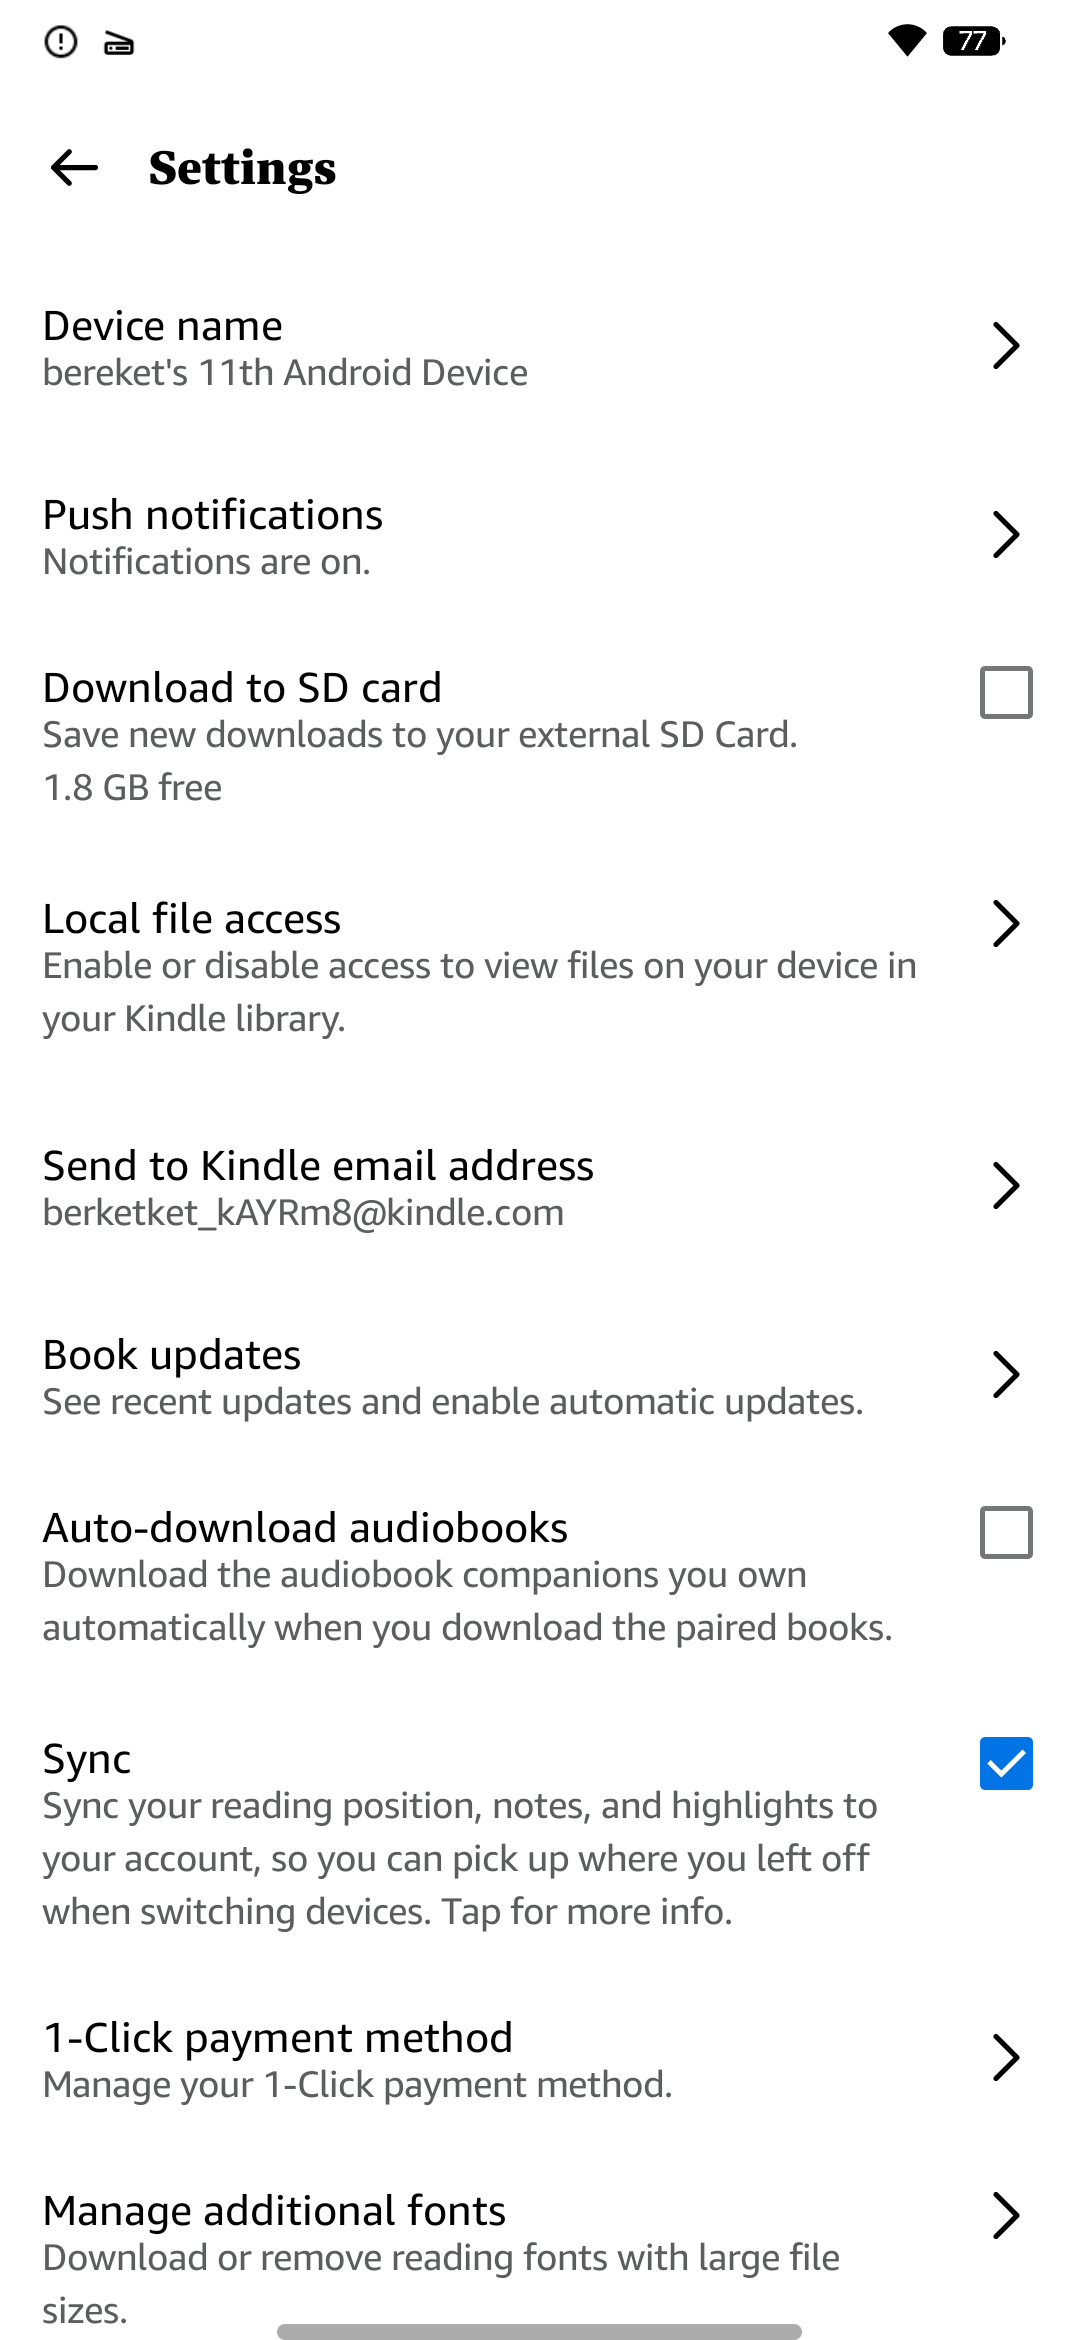 77
Settings
Device name
bereket's 11th Android Device
Push notifications
Notifications are on.
Download to SD card
Save new downloads to your external SD Card.
1.8 GB free
Local file access
Enable or disable access to view files on your device in
your Kindle library.
Send to Kindle email address
berketket_kAYRm8@kindle.com
Book updates
See recent updates and enable automatic updates.
Auto-download audiobooks
Download the audiobook companions you own
automatically when you download the paired books.
Sync
Sync your reading position, notes, and highlights to
your account, so you can pick up where you left off
when switching devices. Tap for more info.
1-Click payment method
Manage your 1-Click payment method.
Manage additional fonts
Download or remove reading fonts with large file
sizes.